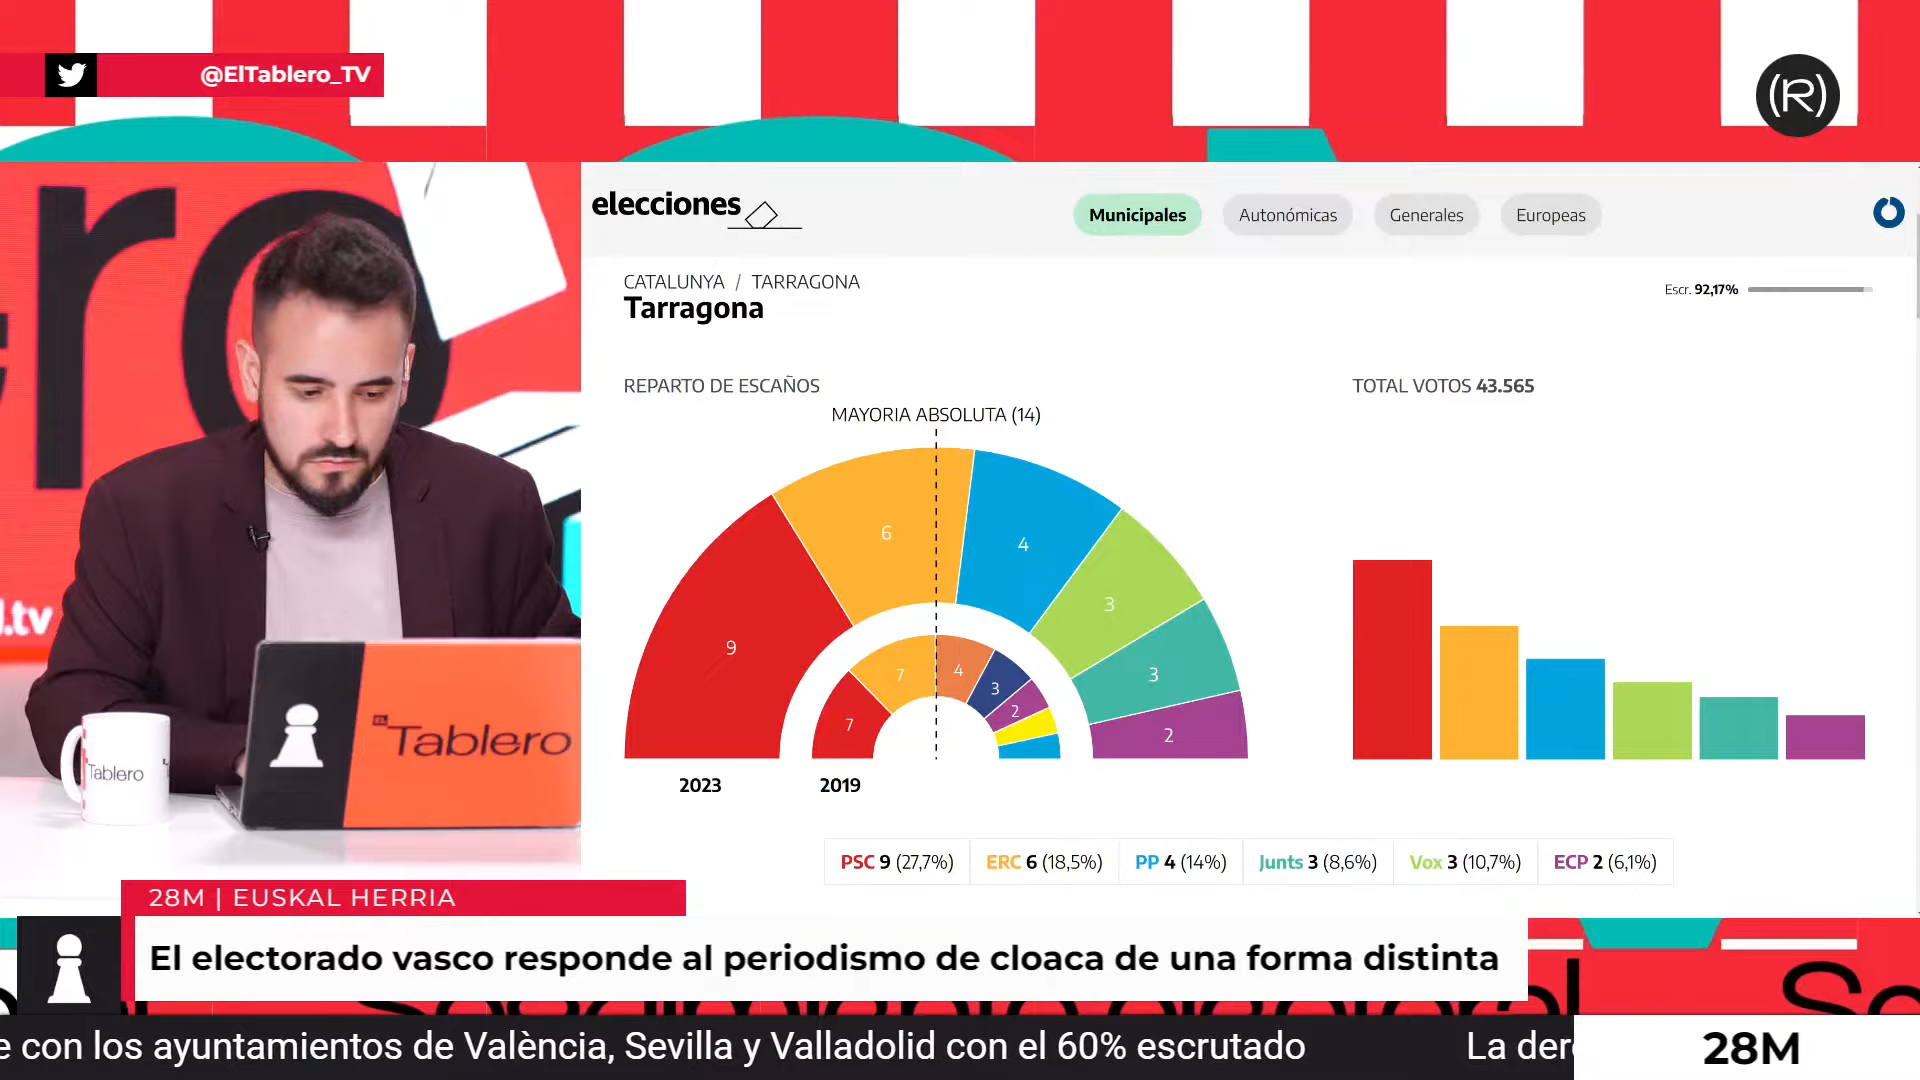 @ElTablero_TV
(R)
elecciones
Municipales
Autonómicas
Generales
Europeas
CATALUNYA / TARRAGONA
Tarragona
Escr. 92,17%
REPARTO DE ESCAÑOS
TOTAL VOTOS 43.565
MAYORIA ABSOLUTA (14)
9
6
4
3
3
2
7
7
4
3
2
2023
2019
PSC 9 (27,7%)
ERC 6 (18,5%)
PP 4 (14%)
Junts 3 (8,6%)
Vox 3 (10,7%)
ECP 2 (6,1%)
ero
.tv
EL Tablero
Tablero
28M | EUSKAL HERRIA
El electorado vasco responde al periodismo de cloaca de una forma distinta
e con los ayuntamientos de València, Sevilla y Valladolid con el 60% escrutado
La der
28M